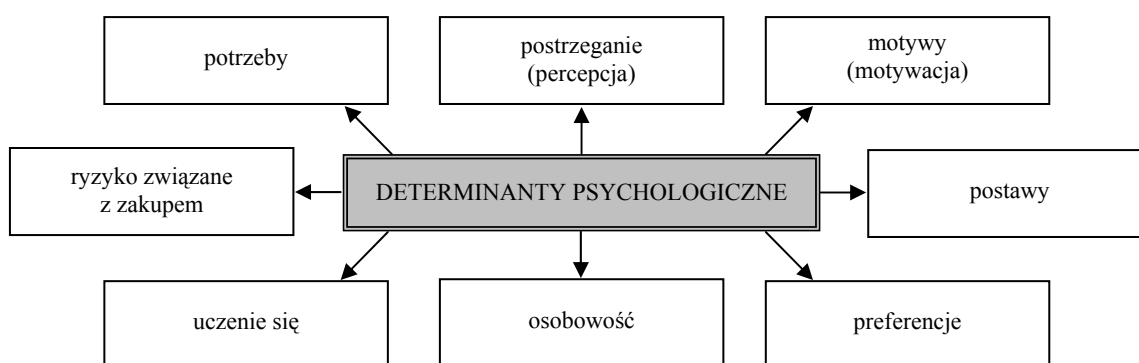 potrzeby
postrzeganie
(percepcja)
motywy
(motywacja)
ryzyko związane
z zakupem
DETERMINANTY PSYCHOLOGICZNE
postawy
uczenie się
osobowość
preferencje